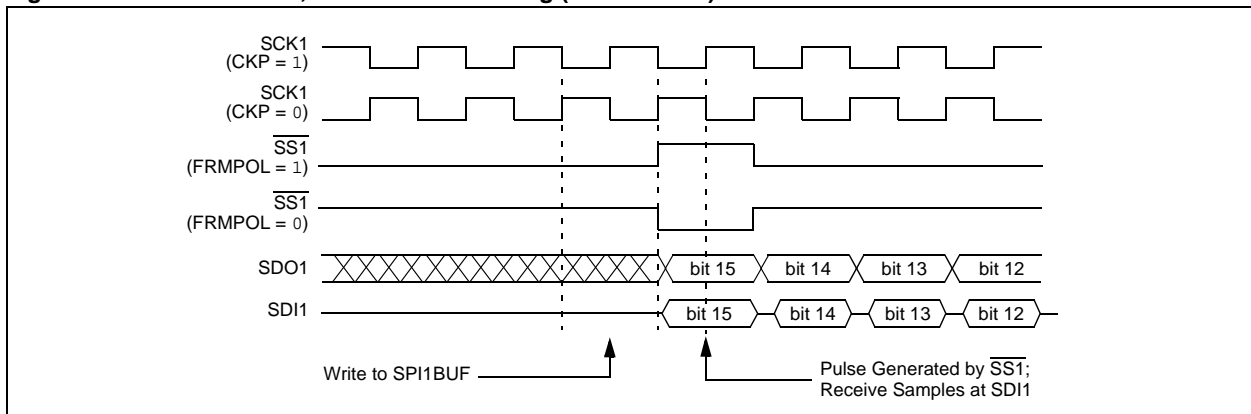 SCK1
(CKP = 1)
SCK1
(CKP = 0)
SS1
(FRMPOL = 1)
SS1
(FRMPOL = 0)
SDO1
bit 15
bit 14
bit 13
bit 12
SDI1
bit 15
bit 14
bit 13
bit 12
Write to SPI1BUF
Pulse Generated by SS1;
Receive Samples at SDI1